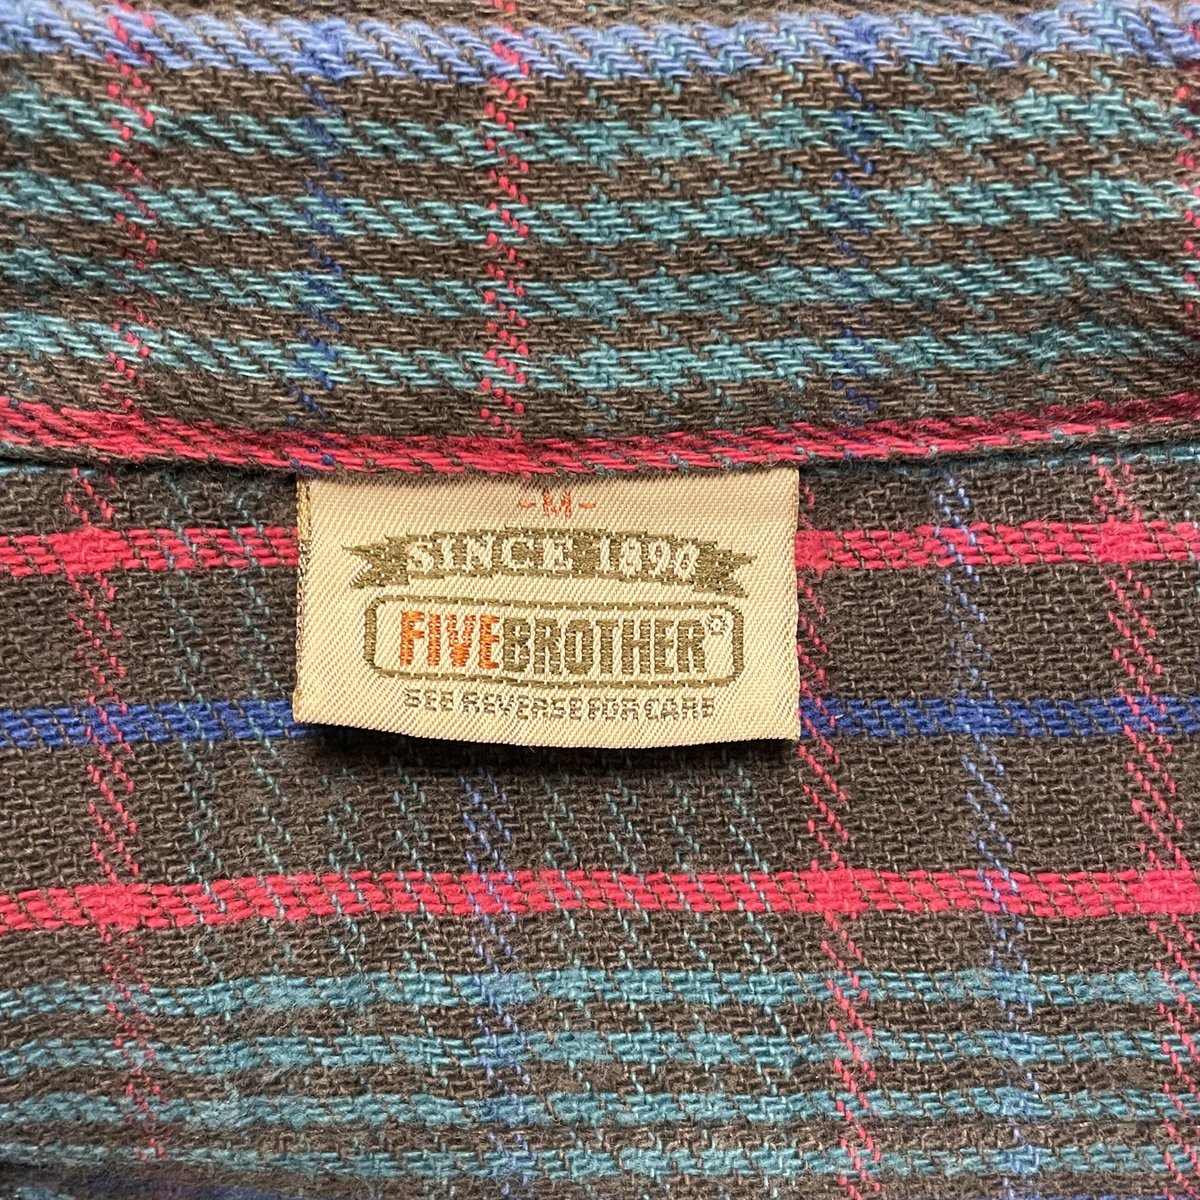 -M-
SINCE 1890
FIVEBROTHER®
SEE REVERSE FOR CARE